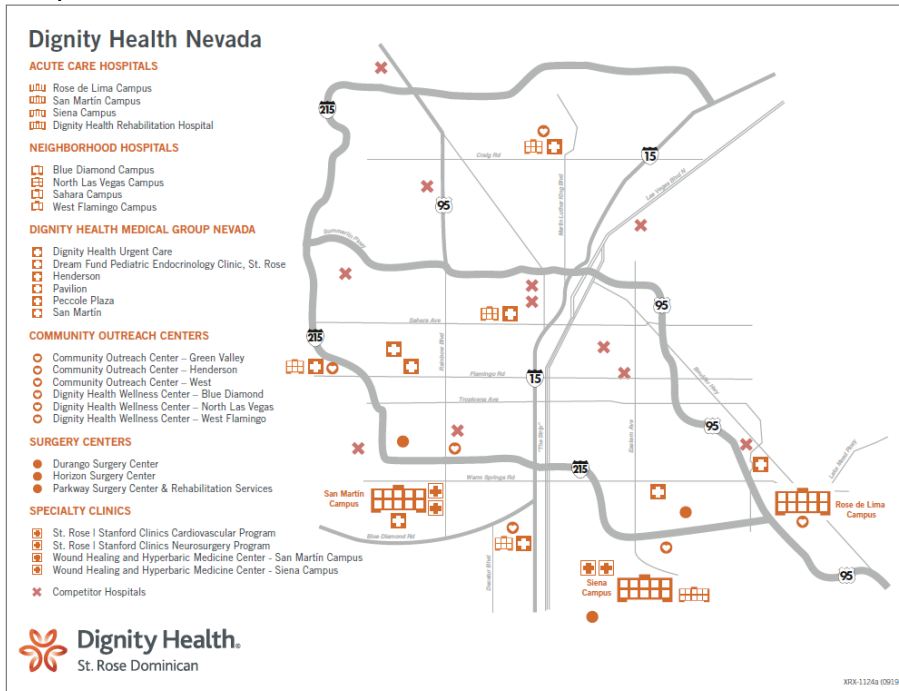 Dignity Health Nevada
ACUTE CARE HOSPITALS
Rose de Lima Campus
San Martín Campus
Siena Campus
Dignity Health Rehabilitation Hospital
NEIGHBORHOOD HOSPITALS
Blue Diamond Campus
North Las Vegas Campus
Sahara Campus
West Flamingo Campus
DIGNITY HEALTH MEDICAL GROUP NEVADA
Dignity Health Urgent Care
Dream Fund Pediatric Endocrinology Clinic, St. Rose
Henderson
Pavilion
Peccole Plaza
San Martín
COMMUNITY OUTREACH CENTERS
Community Outreach Center – Green Valley
Community Outreach Center – Henderson
Community Outreach Center – West
Dignity Health Wellness Center – Blue Diamond
Dignity Health Wellness Center – North Las Vegas
Dignity Health Wellness Center – West Flamingo
SURGERY CENTERS
Durango Surgery Center
Horizon Surgery Center
Parkway Surgery Center & Rehabilitation Services
SPECIALTY CLINICS
St. Rose | Stanford Clinics Cardiovascular Program
St. Rose | Stanford Clinics Neurosurgery Program
Wound Healing and Hyperbaric Medicine Center - San Martín Campus
Wound Healing and Hyperbaric Medicine Center - Siena Campus
Competitor Hospitals
Dignity Health®
St. Rose Dominican
215
15
Craig Rd
Martin Luther King Blvd
Las Vegas Blvd N
95
Summerlin Pkwy
95
Sahara Ave
215
Rainbow Blvd
Flamingo Rd
15
Boulder Hwy
Tropicana Ave
"The Strip"
Eastern Ave
95
Lake Mead Pkwy
215
Warm Springs Rd
San Martín
Campus
Rose de Lima
Campus
Blue Diamond Rd
Decatur Blvd
95
Siena
Campus
XRX-1124a (0919